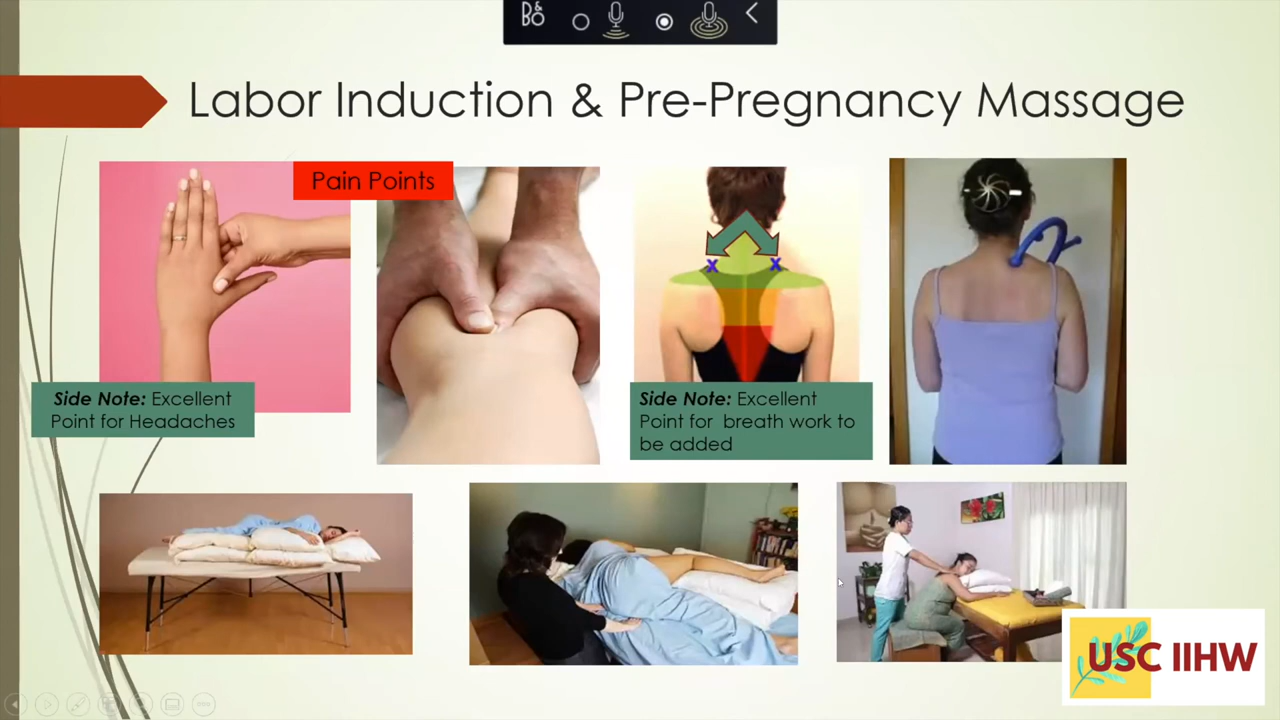 B&O
Labor Induction & Pre-Pregnancy Massage
Pain Points
x x
Side Note: Excellent
Point for Headaches
Side Note: Excellent
Point for breath work to
be added
USC IIHW